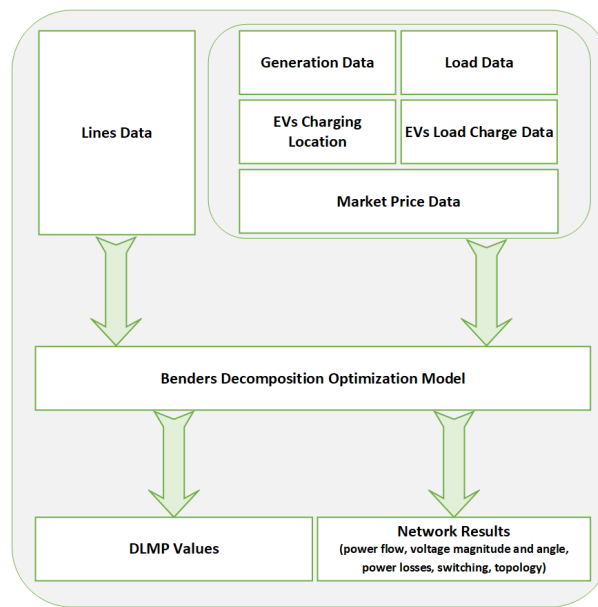 Generation Data
Load Data
Lines Data
EVs Charging
Location
EVs Load Charge Data
Market Price Data
Benders Decomposition Optimization Model
DLMP Values
Network Results
(power flow, voltage magnitude and angle,
power losses, switching, topology)